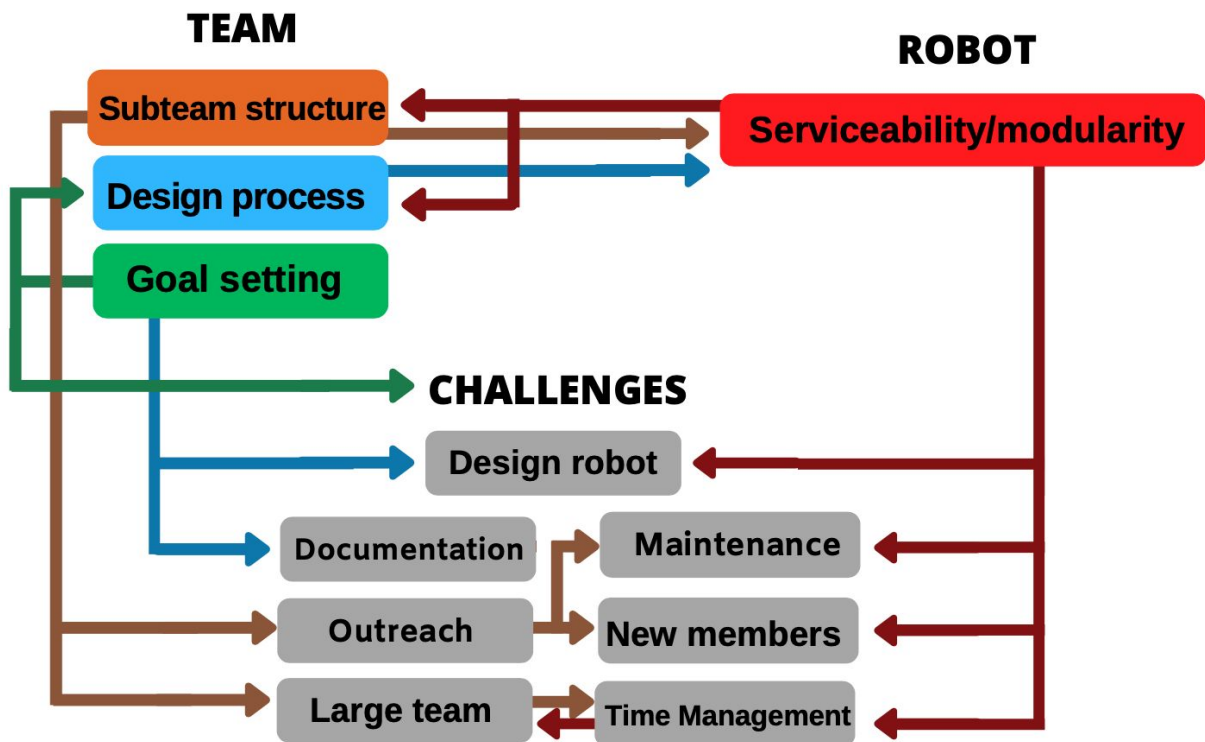 TEAM
ROBOT
Subteam structure
Serviceability/modularity
Design process
Goal setting
CHALLENGES
Design robot
Documentation
Maintenance
Outreach
New members
Large team
Time Management